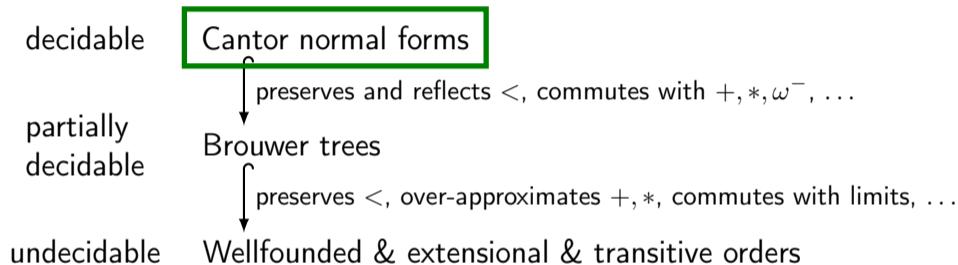 decidable Cantor normal forms
preserves and reflects <, commutes with +, ∗, ω⁻, …
partially
decidable Brouwer trees
preserves <, over-approximates +, ∗, commutes with limits, …
undecidable Wellfounded & extensional & transitive orders